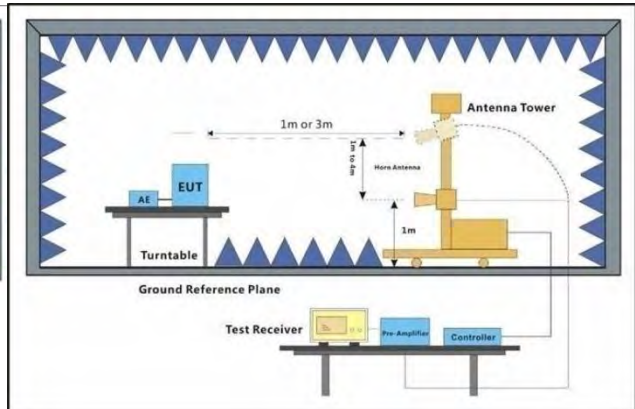 Antenna Tower
1m or 3m
1m to 4m
Horn Antenna
EUT
AE
1m
Turntable
Ground Reference Plane
Test Receiver
Pre-Amplifier
Controller